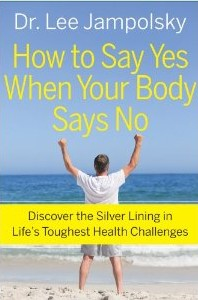 Dr. Lee Jampolsky
How to Say Yes
When Your Body
Says No
Discover the Silver Lining in
Life's Toughest Health Challenges